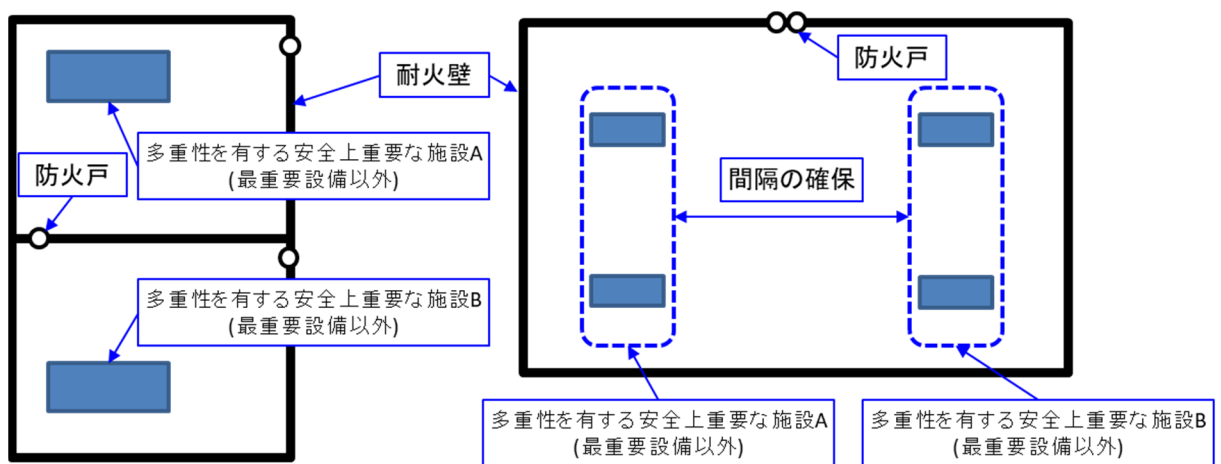 耐火壁
多重性を有する安全上重要な施設A
(最重要設備以外)
防火戸
多重性を有する安全上重要な施設B
(最重要設備以外)
防火戸
間隔の確保
多重性を有する安全上重要な施設A
(最重要設備以外)
多重性を有する安全上重要な施設B
(最重要設備以外)